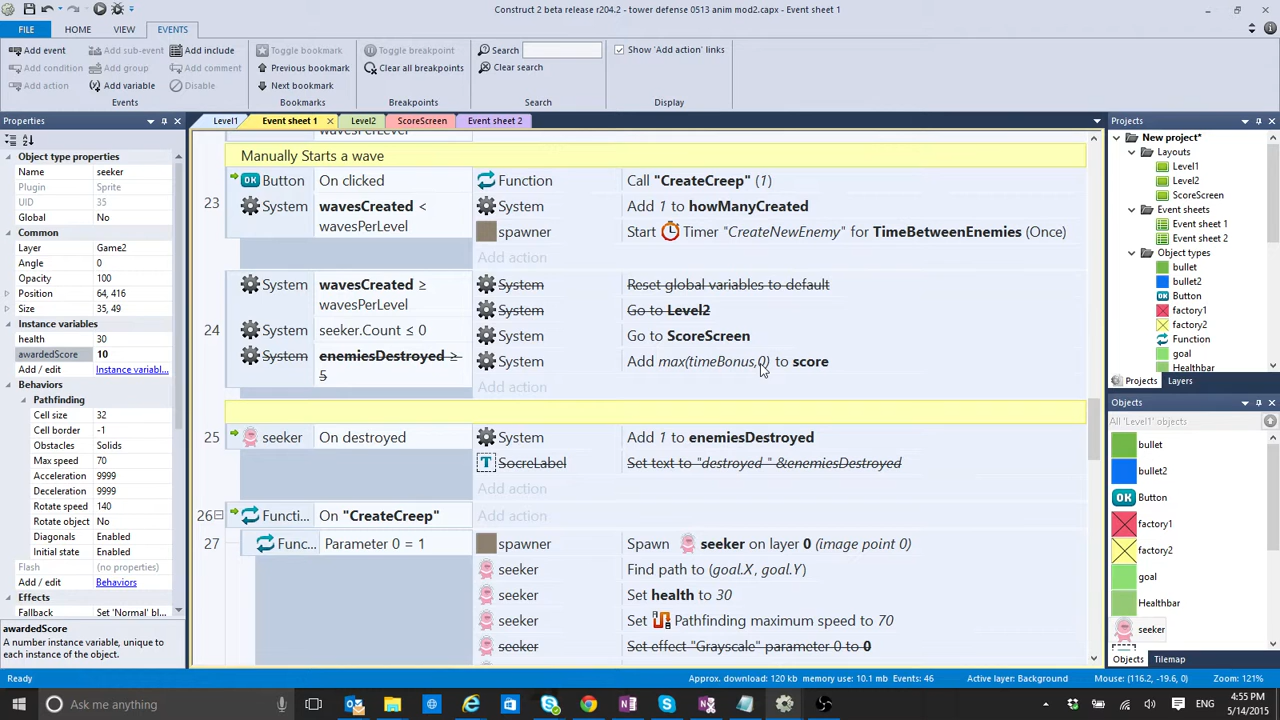 Construct 2 beta release r204.2 - tower defense 0513 anim mod2.capx - Event sheet 1
FILE HOME VIEW EVENTS
Add event Add sub-event Add include Toggle bookmark Toggle breakpoint Search Show 'Add action' links
Add condition Add group Add comment Previous bookmark Clear all breakpoints Clear search
Add action Add variable Disable Next bookmark
Events Bookmarks Breakpoints Search Display
Properties
Level1 Event sheet 1 Level2 ScoreScreen Event sheet 2
Projects
Object type properties
Name seeker
Plugin Sprite
UID 35
Global No
Common
Layer Game2
Angle 0
Opacity 100
Position 64, 416
Size 35, 49
Instance variables
health 30
awardedScore 10
Add / edit Instance variable:
Behaviors
Pathfinding
Cell size 32
Cell border -1
Obstacles Solids
Max speed 70
Acceleration 9999
Deceleration 9999
Rotate speed 140
Rotate object No
Diagonals Enabled
Initial state Enabled
Flash (no properties)
Add / edit Behaviors
Effects
Fallback Set 'Normal' bl
awardedScore
A number instance variable, unique to
each instance of the object.
wavesPerLevel
Manually Starts a wave
23
OK Button On clicked Function Call "CreateCreep" (1)
System wavesCreated < wavesPerLevel System Add 1 to howManyCreated
spawner Start Timer "CreateNewEnemy" for TimeBetweenEnemies (Once)
Add action
24
System wavesCreated ≥ wavesPerLevel System Reset global variables to default
System Go to Level2
System seeker.Count ≤ 0 System Go to ScoreScreen
System enemiesDestroyed ≥ 5 System Add max(timeBonus,0) to score
Add action
25 seeker On destroyed System Add 1 to enemiesDestroyed
T SocreLabel Set text to "destroyed " &enemiesDestroyed
Add action
26 Functi... On "CreateCreep" Add action
27 Func... Parameter 0 = 1 spawner Spawn seeker on layer 0 (image point 0)
seeker Find path to (goal.X, goal.Y)
seeker Set health to 30
seeker Set Pathfinding maximum speed to 70
seeker Set effect "Grayscale" parameter 0 to 0
New project*
Layouts
Level1
Level2
ScoreScreen
Event sheets
Event sheet 1
Event sheet 2
Object types
bullet
bullet2
Button
factory1
factory2
Function
goal
Healthbar
Projects Layers
Objects
All 'Level1' objects
bullet
bullet2
OK Button
factory1
factory2
goal
Healthbar
seeker
Objects Tilemap
Ready Approx. download: 120 kb memory use: 10.1 mb Events: 46 Active layer: Background Mouse: (116.2, -19.6, 0) Zoom: 121%
Ask me anything
ENG
4:55 PM
5/14/2015